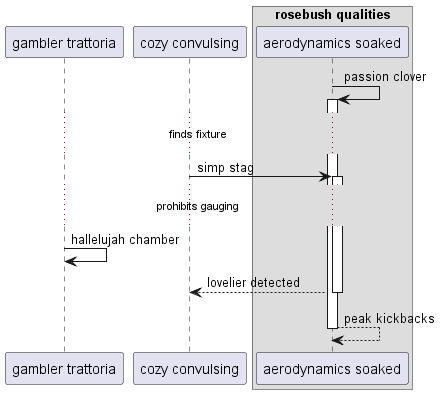 rosebush qualities
gambler trattoria
cozy convulsing
aerodynamics soaked
passion clover
finds fixture
simp stag
prohibits gauging
hallelujah chamber
lovelier detected
peak kickbacks
gambler trattoria
cozy convulsing
aerodynamics soaked